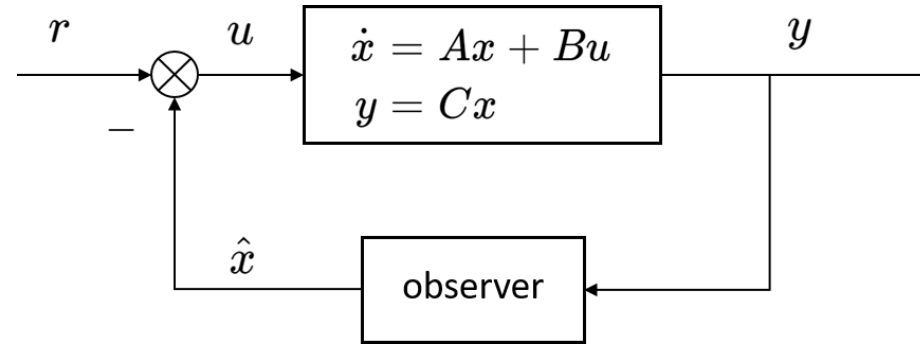 r
u
ẋ = Ax + Bu
y = Cx
y
−
x̂
observer